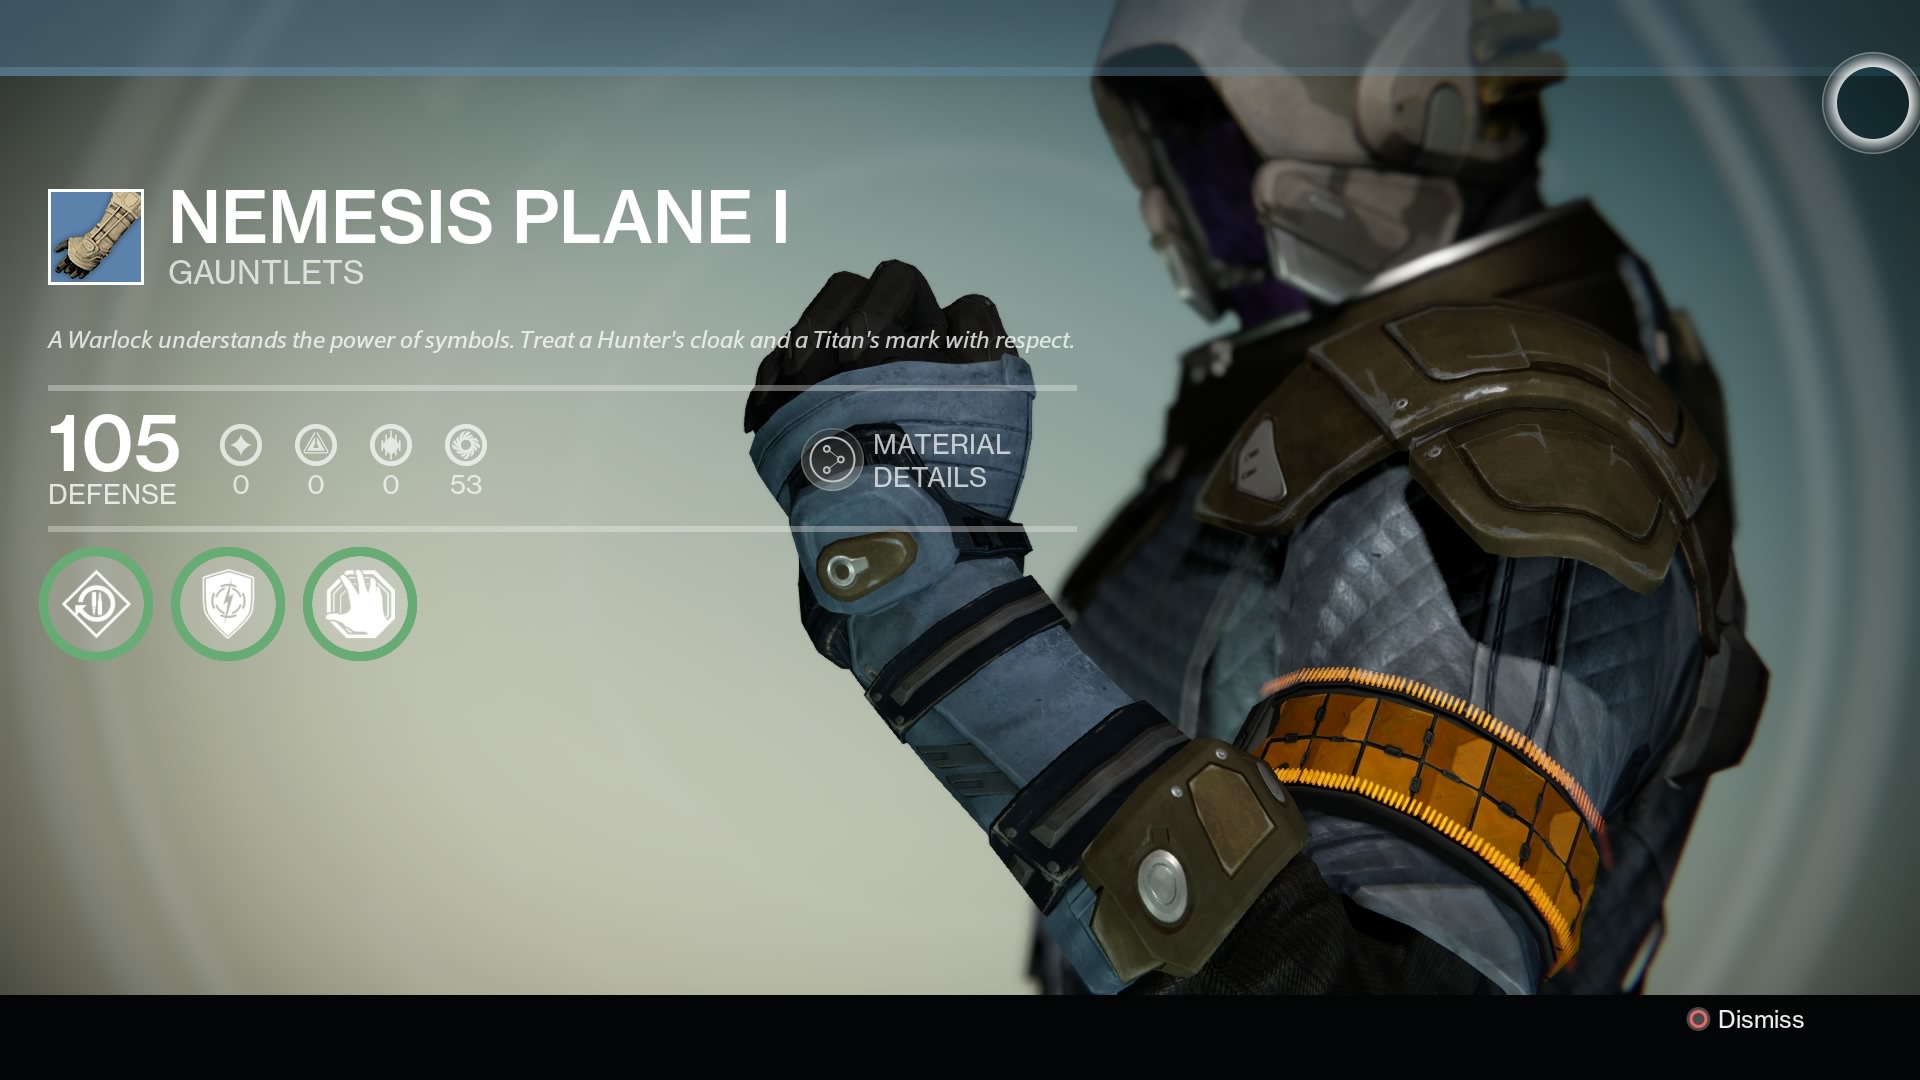 NEMESIS PLANE I
GAUNTLETS
A Warlock understands the power of symbols. Treat a Hunter's cloak and a Titan's mark with respect.
105
DEFENSE
0 0 0 53
MATERIAL
DETAILS
Dismiss